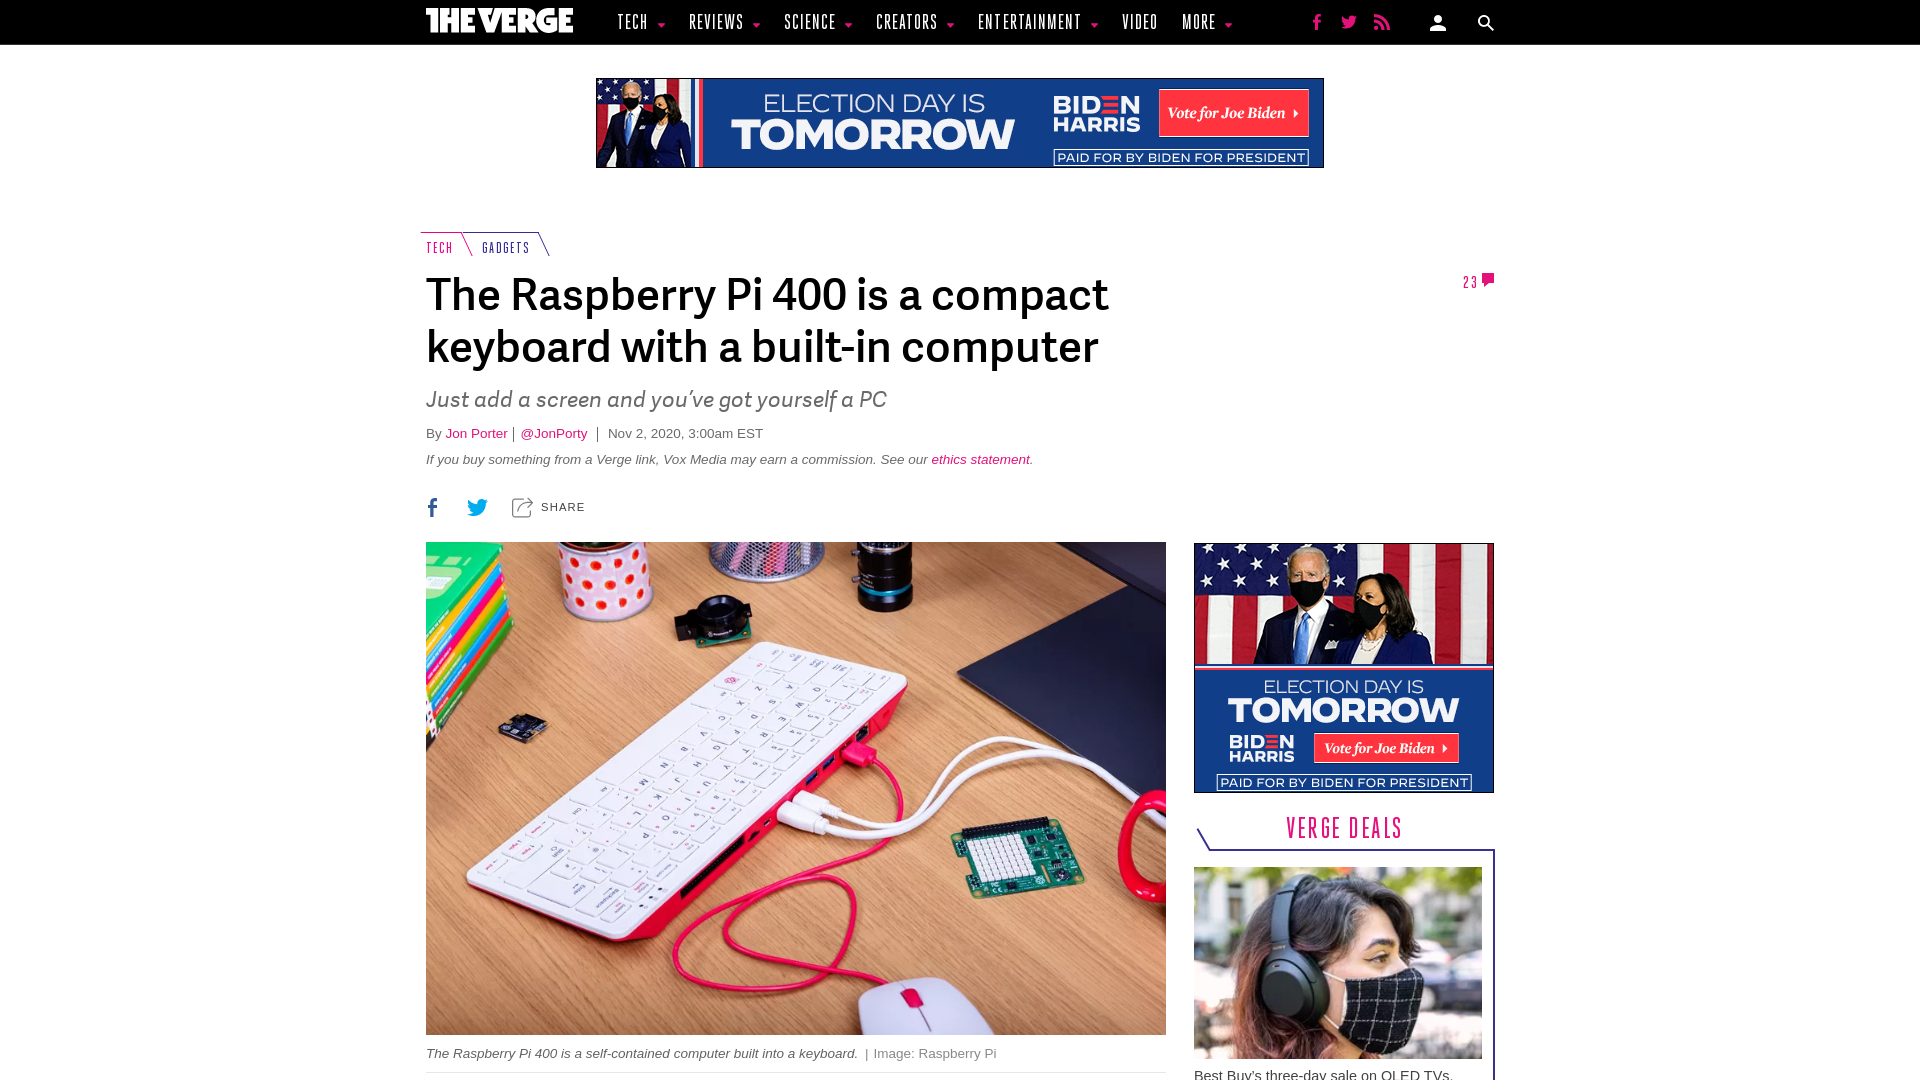 THE VERGE
TECH REVIEWS SCIENCE CREATORS ENTERTAINMENT VIDEO MORE
ELECTION DAY IS
TOMORROW
BIDEN
HARRIS
Vote for Joe Biden
PAID FOR BY BIDEN FOR PRESIDENT
TECH GADGETS
The Raspberry Pi 400 is a compact
keyboard with a built-in computer
23
Just add a screen and you’ve got yourself a PC
By Jon Porter | @JonPorty | Nov 2, 2020, 3:00am EST
If you buy something from a Verge link, Vox Media may earn a commission. See our ethics statement.
SHARE
The Raspberry Pi 400 is a self-contained computer built into a keyboard. | Image: Raspberry Pi
ELECTION DAY IS
TOMORROW
BIDEN
HARRIS
Vote for Joe Biden
PAID FOR BY BIDEN FOR PRESIDENT
VERGE DEALS
Best Buy's three-day sale on OLED TVs,